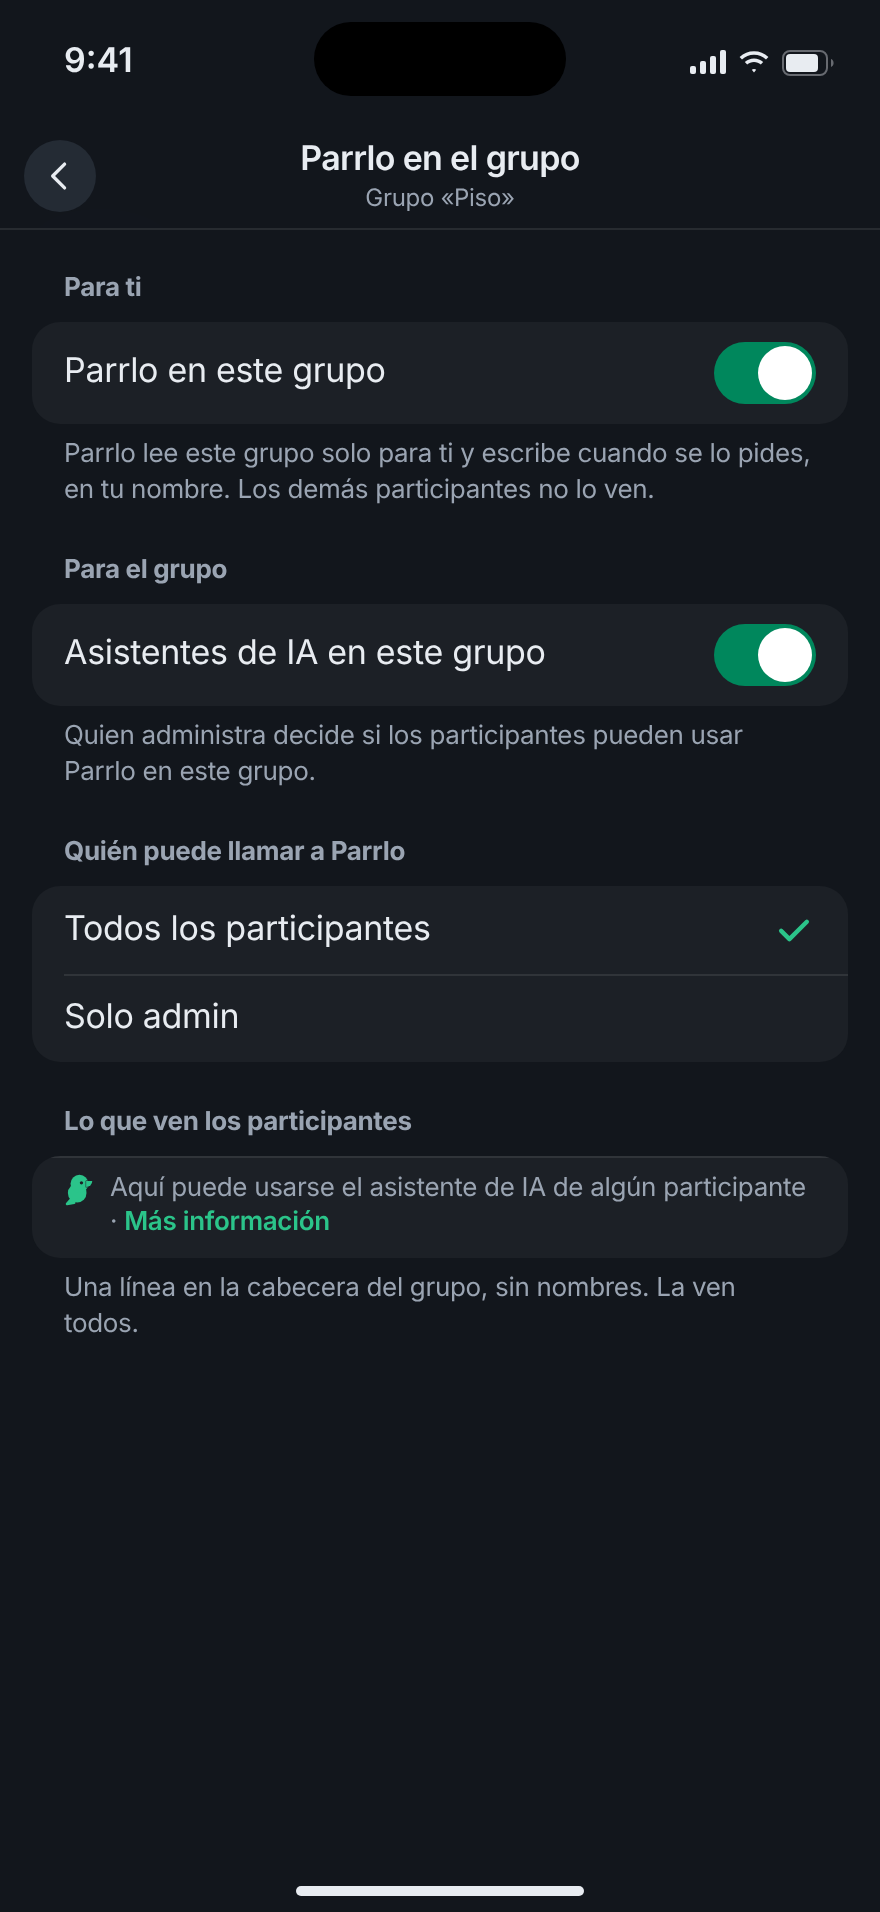 9:41
Parrlo en el grupo
Grupo «Piso»
Para ti
Parrlo en este grupo
Parrlo lee este grupo solo para ti y escribe cuando se lo pides,
en tu nombre. Los demás participantes no lo ven.
Para el grupo
Asistentes de IA en este grupo
Quien administra decide si los participantes pueden usar
Parrlo en este grupo.
Quién puede llamar a Parrlo
Todos los participantes
Solo admin
Lo que ven los participantes
Aquí puede usarse el asistente de IA de algún participante
· Más información
Una línea en la cabecera del grupo, sin nombres. La ven
todos.